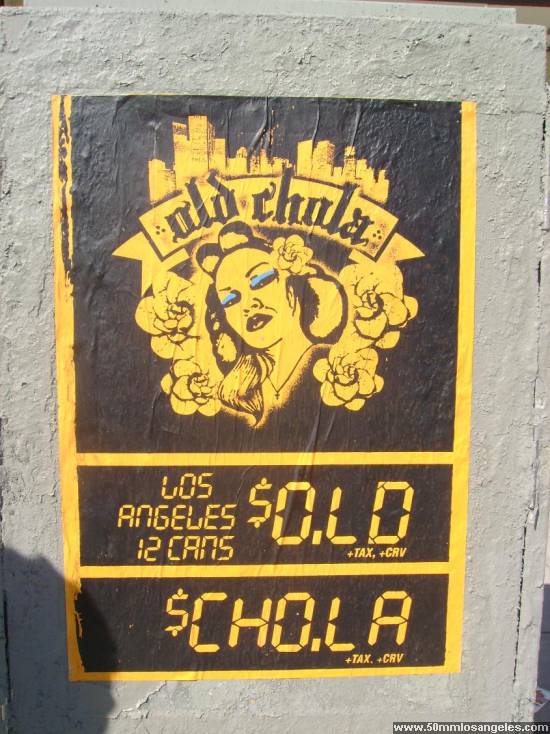 old chola
LOS
ANGELES
12 CANS
$O.LD
+TAX, +CRV
$CHO.LA
+TAX. +CRV
www.50mmlosangeles.com